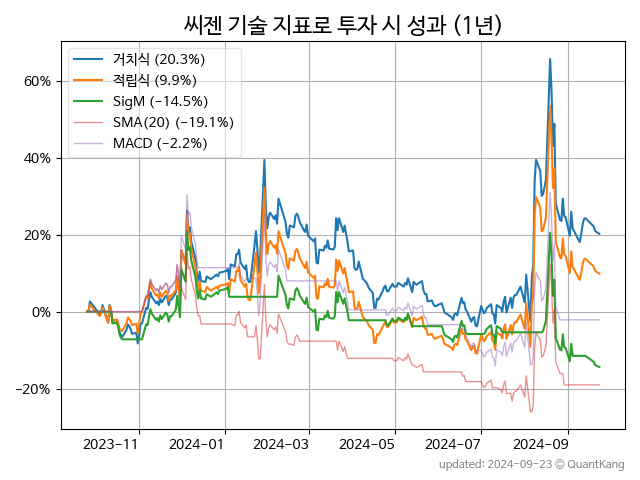 씨젠 기술 지표로 투자 시 성과 (1년)
거치식 (20.3%)
적립식 (9.9%)
SigM (−14.5%)
SMA(20) (−19.1%)
MACD (−2.2%)
60%
40%
20%
0%
−20%
2023-11 2024-01 2024-03 2024-05 2024-07 2024-09
updated: 2024-09-23 ⓒ QuantKang